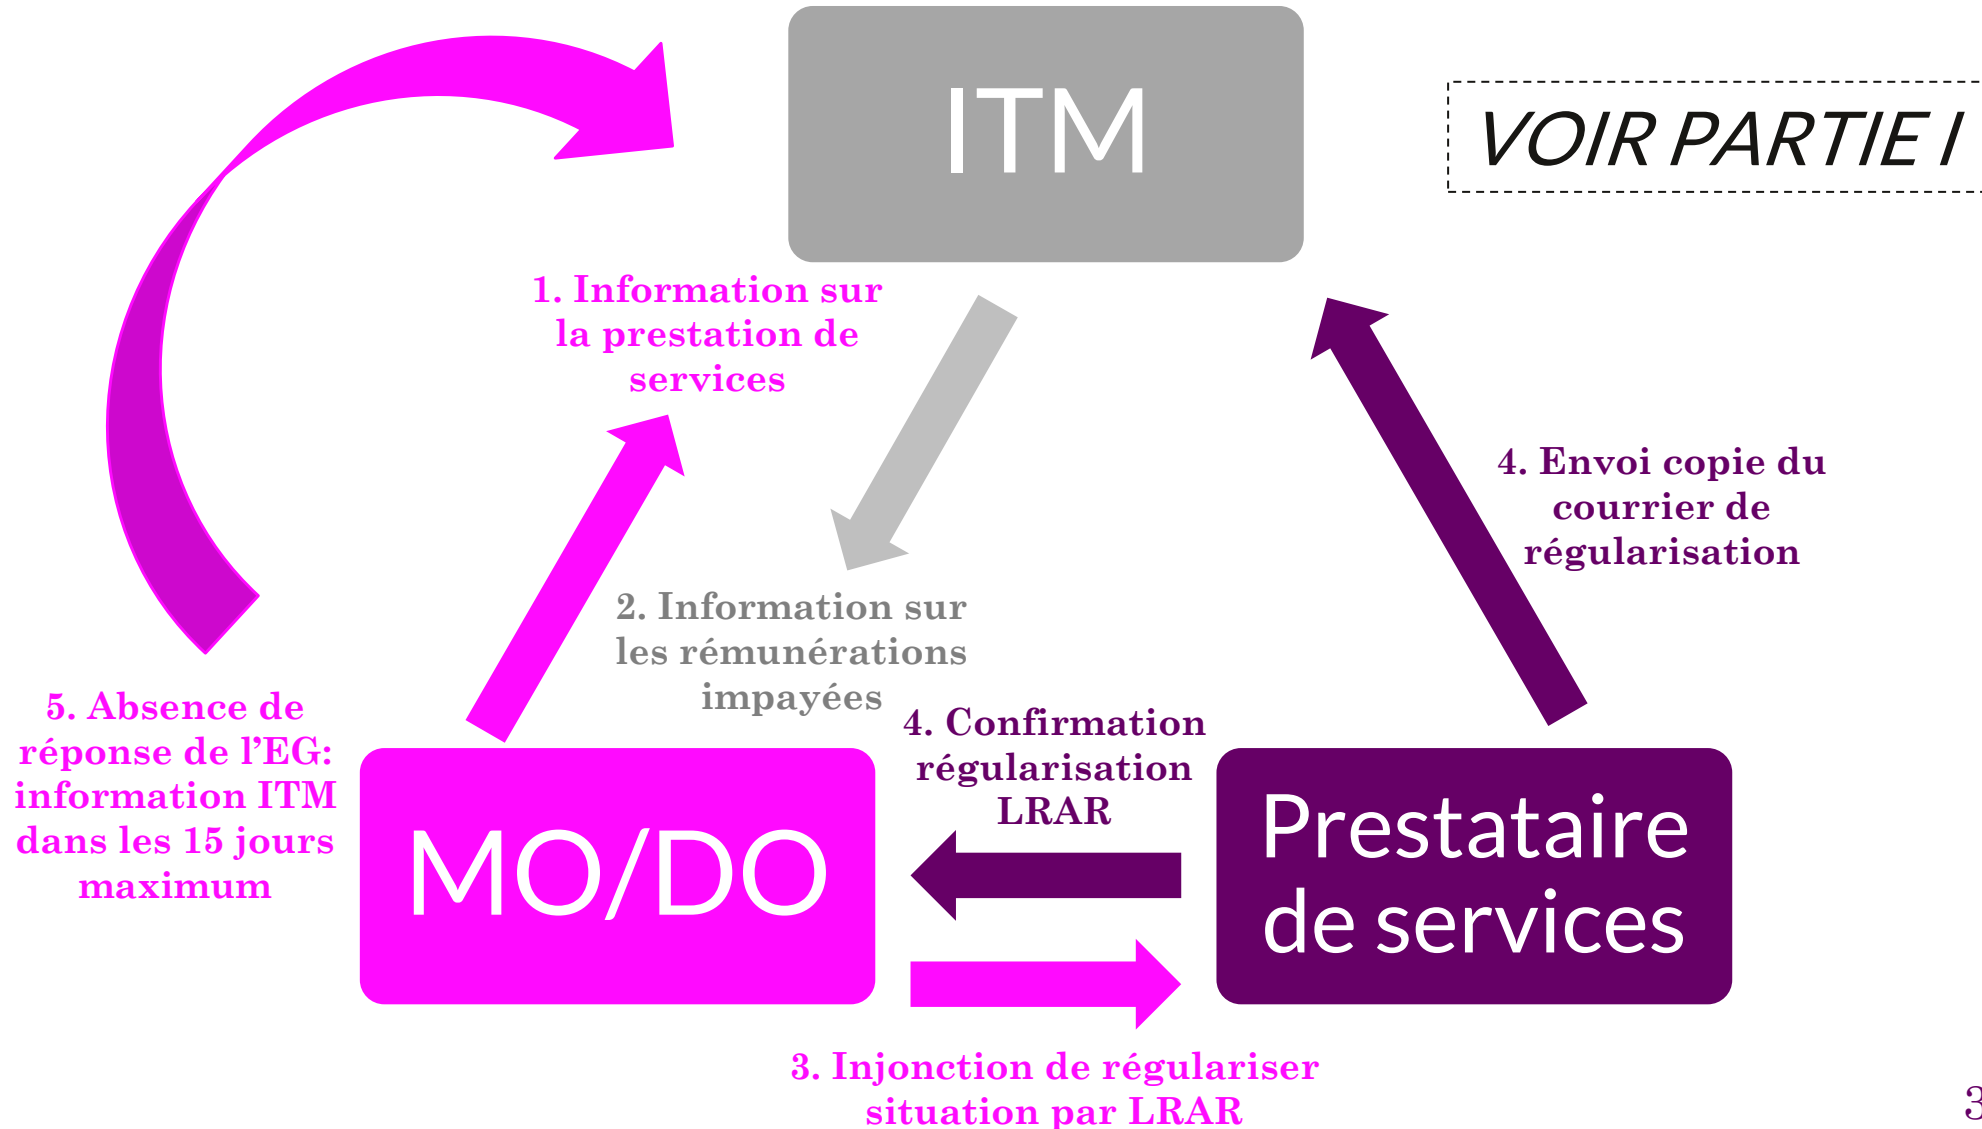 ITM
VOIR PARTIE I
1. Information sur
la prestation de
services
4. Envoi copie du
courrier de
régularisation
2. Information sur
les rémunérations
impayées
5. Absence de
réponse de l’EG:
information ITM
dans les 15 jours
maximum
4. Confirmation
régularisation
LRAR
MO/DO
Prestataire
de services
3. Injonction de régulariser
situation par LRAR